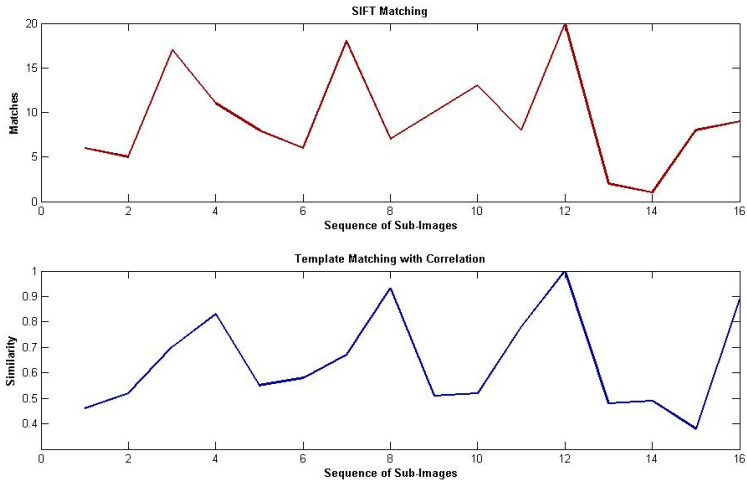 SIFT Matching
20
15
10
5
0
Matches
0 2 4 6 8 10 12 14 16
Sequence of Sub-Images
Template Matching with Correlation
1
0.9
0.8
0.7
0.6
0.5
0.4
Similarity
0 2 4 6 8 10 12 14 16
Sequence of Sub-Images